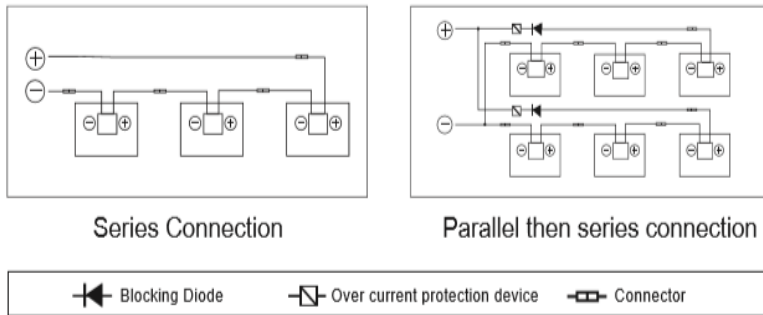 Series Connection
Parallel then series connection
Blocking Diode
Over current protection device
Connector